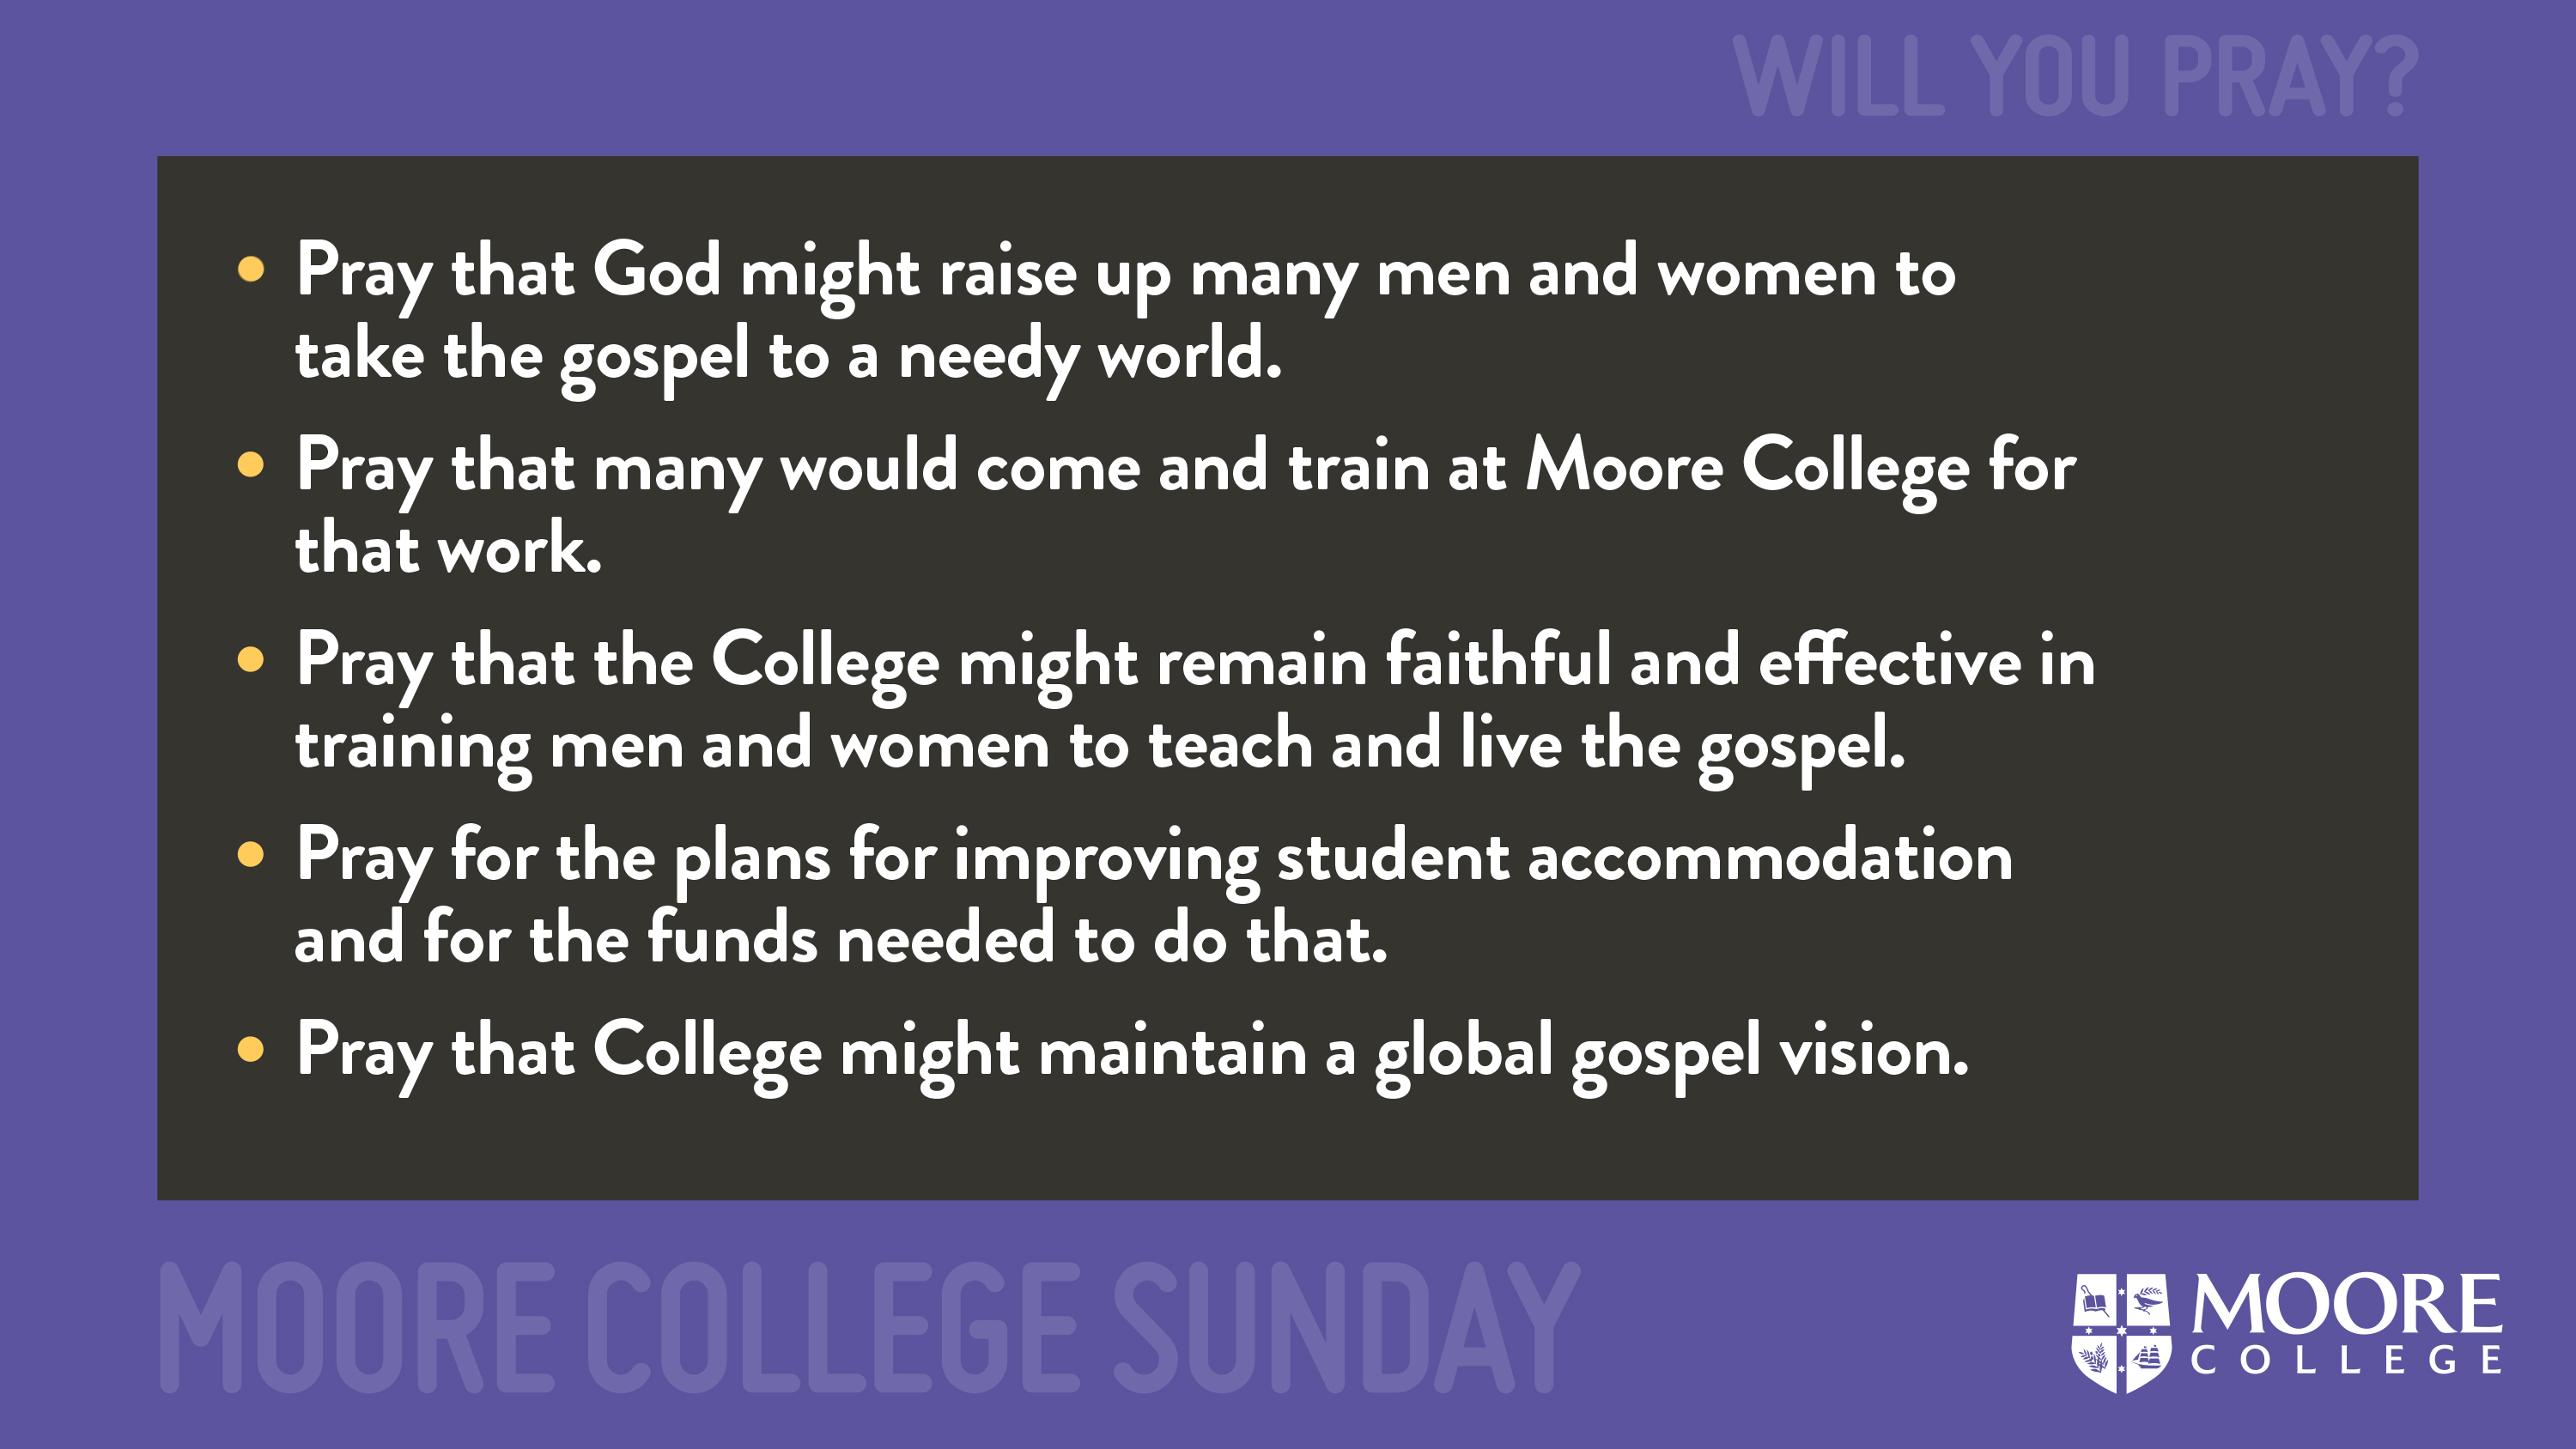 WILL YOU PRAY?
• Pray that God might raise up many men and women to
take the gospel to a needy world.
• Pray that many would come and train at Moore College for
that work.
• Pray that the College might remain faithful and effective in
training men and women to teach and live the gospel.
• Pray for the plans for improving student accommodation
and for the funds needed to do that.
• Pray that College might maintain a global gospel vision.
MOORE COLLEGE SUNDAY
MOORE
COLLEGE